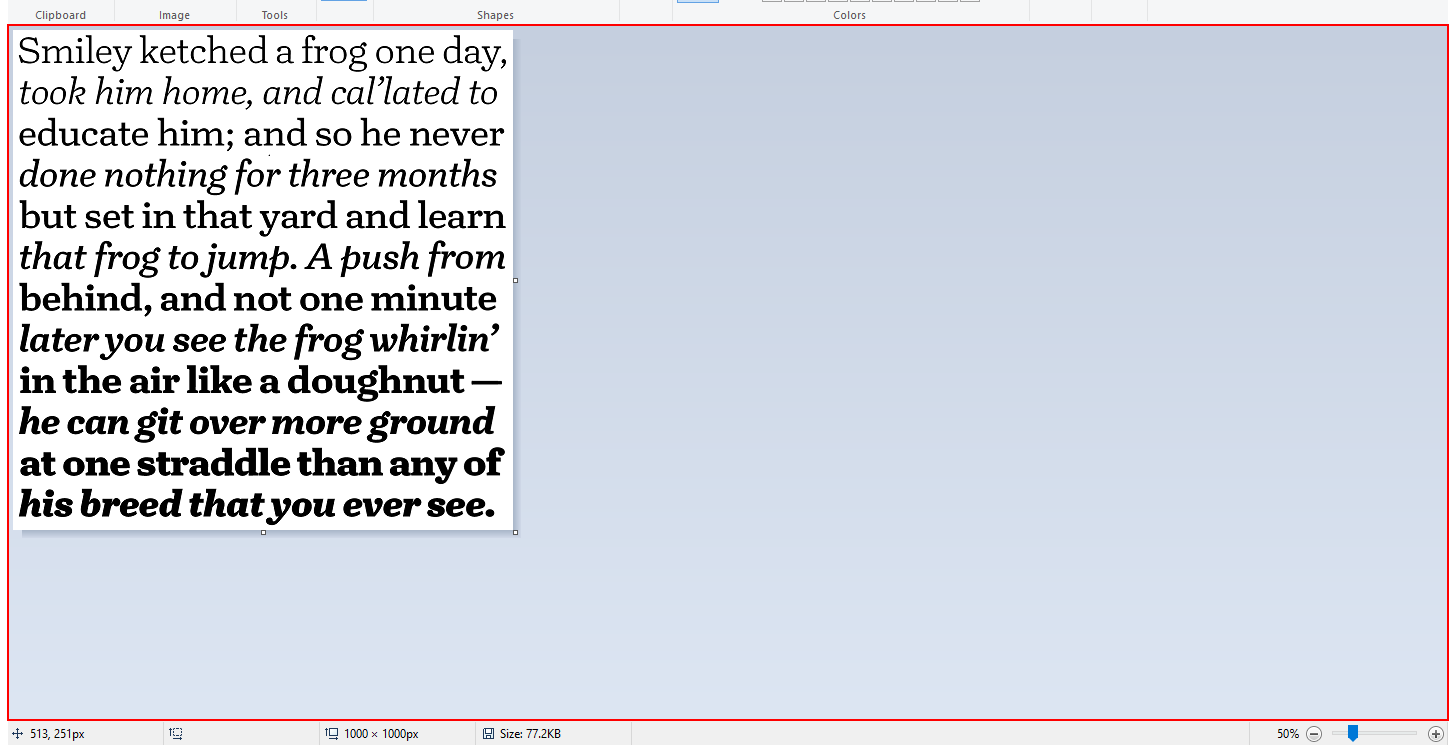 Clipboard Image Tools Shapes Colors
Smiley ketched a frog one day,
took him home, and cal’lated to
educate him; and so he never
done nothing for three months
but set in that yard and learn
that frog to jump. A push from
behind, and not one minute
later you see the frog whirlin’
in the air like a doughnut —
he can git over more ground
at one straddle than any of
his breed that you ever see.
513, 251px 1000 × 1000px Size: 77.2KB 50%